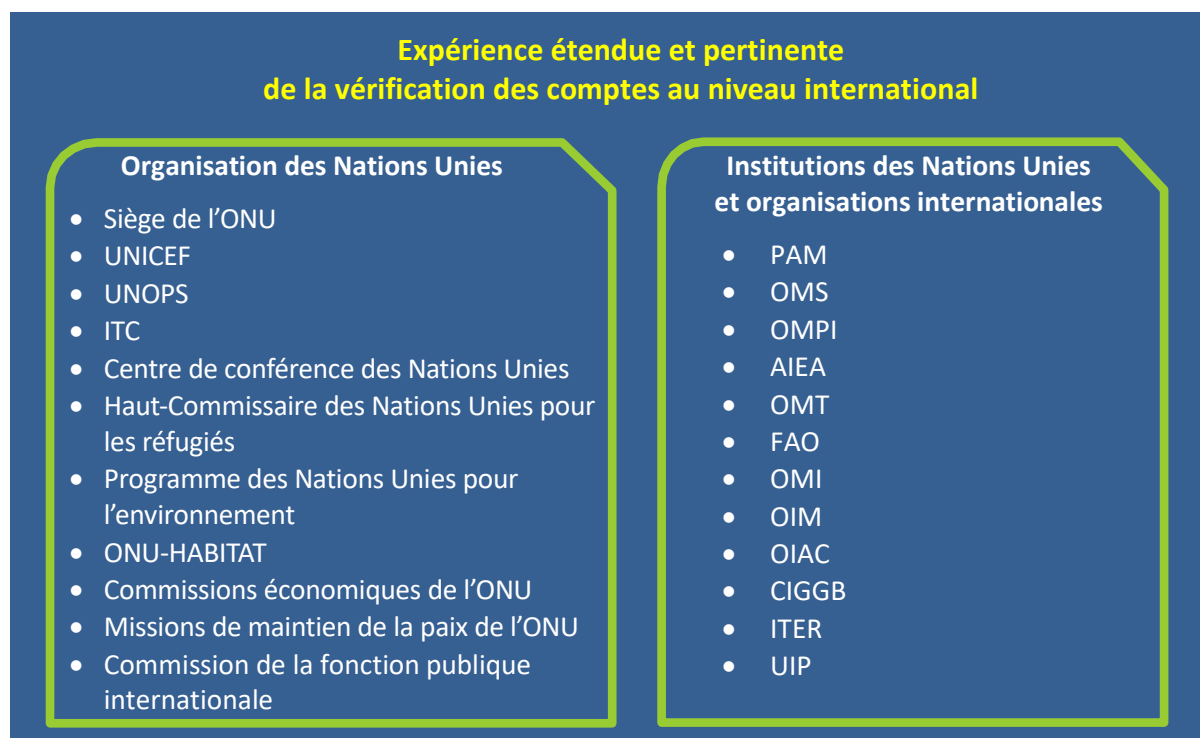 Expérience étendue et pertinente
de la vérification des comptes au niveau international
Organisation des Nations Unies
• Siège de l’ONU
• UNICEF
• UNOPS
• ITC
• Centre de conférence des Nations Unies
• Haut-Commissaire des Nations Unies pour
les réfugiés
• Programme des Nations Unies pour
l’environnement
• ONU-HABITAT
• Commissions économiques de l’ONU
• Missions de maintien de la paix de l’ONU
• Commission de la fonction publique
internationale
Institutions des Nations Unies
et organisations internationales
• PAM
• OMS
• OMPI
• AIEA
• OMT
• FAO
• OMI
• OIM
• OIAC
• CIGGB
• ITER
• UIP